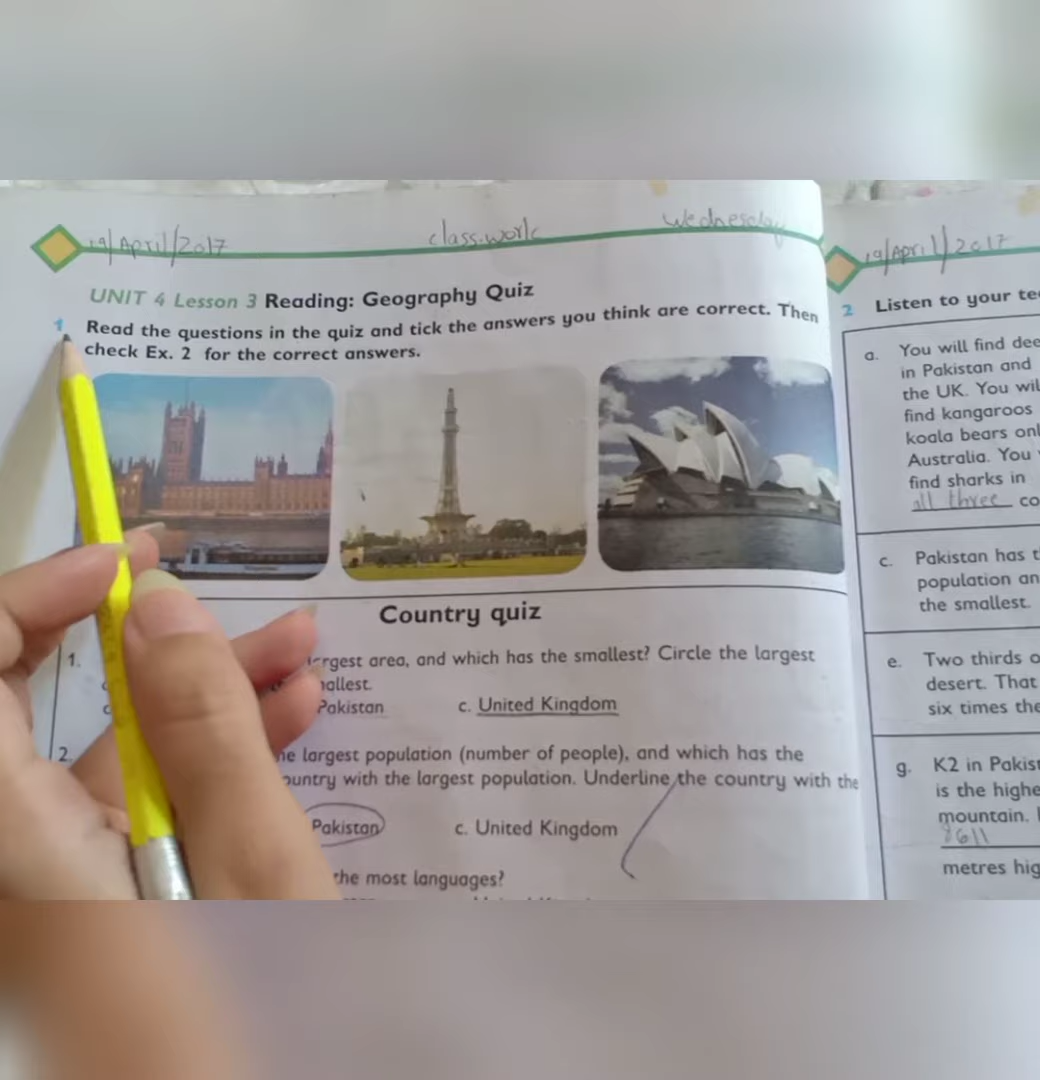 19/April/2017 class.work Wednesday
UNIT 4 Lesson 3 Reading: Geography Quiz
1 Read the questions in the quiz and tick the answers you think are correct. Then
check Ex. 2 for the correct answers.
Country quiz
1. largest area, and which has the smallest? Circle the largest
smallest.
Pakistan c. United Kingdom
2. he largest population (number of people), and which has the
ountry with the largest population. Underline the country with the
Pakistan c. United Kingdom
the most languages?
19/April/2017
2 Listen to your te
a. You will find dee
in Pakistan and
the UK. You wil
find kangaroos
koala bears onl
Australia. You
find sharks in
all three co
c. Pakistan has t
population an
the smallest.
e. Two thirds o
desert. That
six times the
g. K2 in Pakist
is the highe
mountain.
8611
metres hig